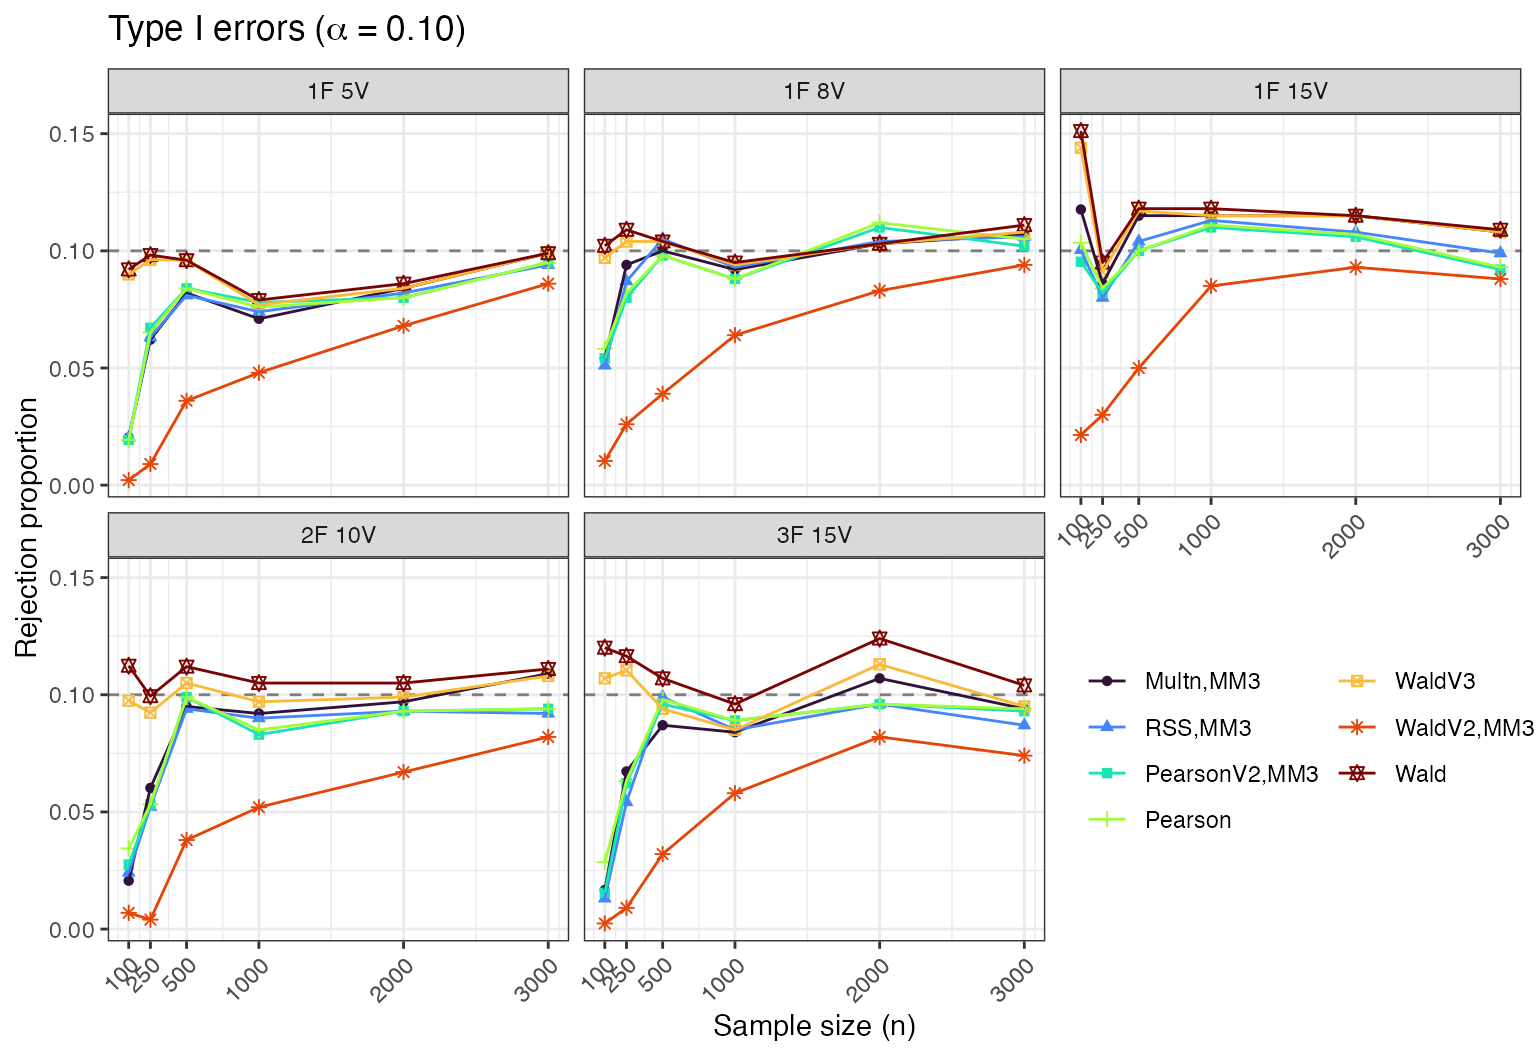 Type I errors (α = 0.10)
1F 5V
1F 8V
1F 15V
0.15
0.10
0.05
0.00
100
250
500
1000
2000
3000
2F 10V
3F 15V
0.15
0.10
0.05
0.00
100
250
500
1000
2000
3000
100
250
500
1000
2000
3000
Rejection proportion
Sample size (n)
Multn,MM3
RSS,MM3
PearsonV2,MM3
Pearson
WaldV3
WaldV2,MM3
Wald